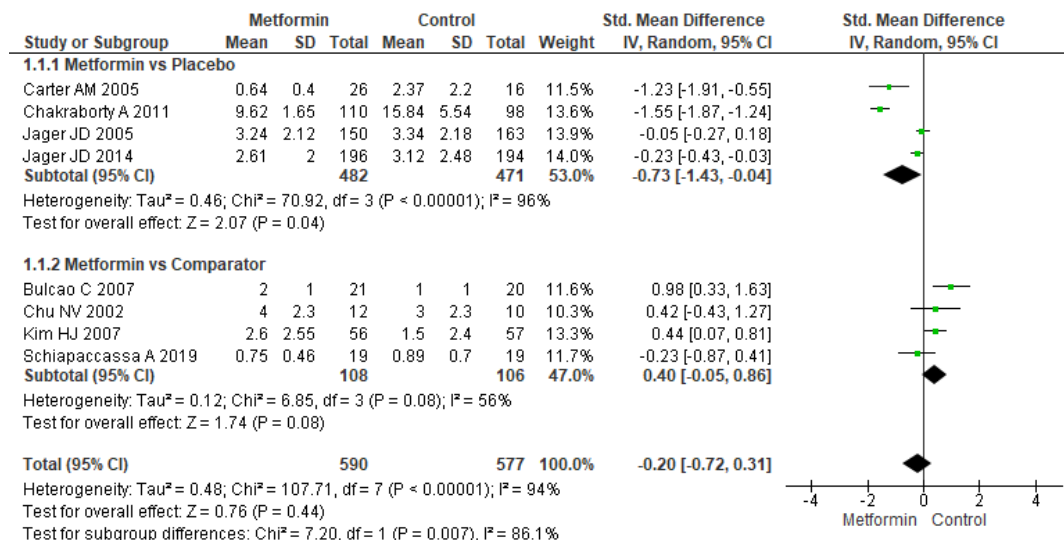 Metformin Control Std. Mean Difference Std. Mean Difference
Study or Subgroup Mean SD Total Mean SD Total Weight IV, Random, 95% CI IV, Random, 95% CI
1.1.1 Metformin vs Placebo
Carter AM 2005 0.64 0.4 26 2.37 2.2 16 11.5% -1.23 [-1.91, -0.55]
Chakraborty A 2011 9.62 1.65 110 15.84 5.54 98 13.6% -1.55 [-1.87, -1.24]
Jager JD 2005 3.24 2.12 150 3.34 2.18 163 13.9% -0.05 [-0.27, 0.18]
Jager JD 2014 2.61 2 196 3.12 2.48 194 14.0% -0.23 [-0.43, -0.03]
Subtotal (95% CI) 482 471 53.0% -0.73 [-1.43, -0.04]
Heterogeneity: Tau² = 0.46; Chi² = 70.92, df = 3 (P < 0.00001); I² = 96%
Test for overall effect: Z = 2.07 (P = 0.04)
1.1.2 Metformin vs Comparator
Bulcao C 2007 2 1 21 1 1 20 11.6% 0.98 [0.33, 1.63]
Chu NV 2002 4 2.3 12 3 2.3 10 10.3% 0.42 [-0.43, 1.27]
Kim HJ 2007 2.6 2.55 56 1.5 2.4 57 13.3% 0.44 [0.07, 0.81]
Schiapaccassa A 2019 0.75 0.46 19 0.89 0.7 19 11.7% -0.23 [-0.87, 0.41]
Subtotal (95% CI) 108 106 47.0% 0.40 [-0.05, 0.86]
Heterogeneity: Tau² = 0.12; Chi² = 6.85, df = 3 (P = 0.08); I² = 56%
Test for overall effect: Z = 1.74 (P = 0.08)
Total (95% CI) 590 577 100.0% -0.20 [-0.72, 0.31]
Heterogeneity: Tau² = 0.48; Chi² = 107.71, df = 7 (P < 0.00001); I² = 94%
Test for overall effect: Z = 0.76 (P = 0.44)
Test for subgroup differences: Chi² = 7.20, df = 1 (P = 0.007), I² = 86.1%
-4 -2 0 2 4
Metformin Control